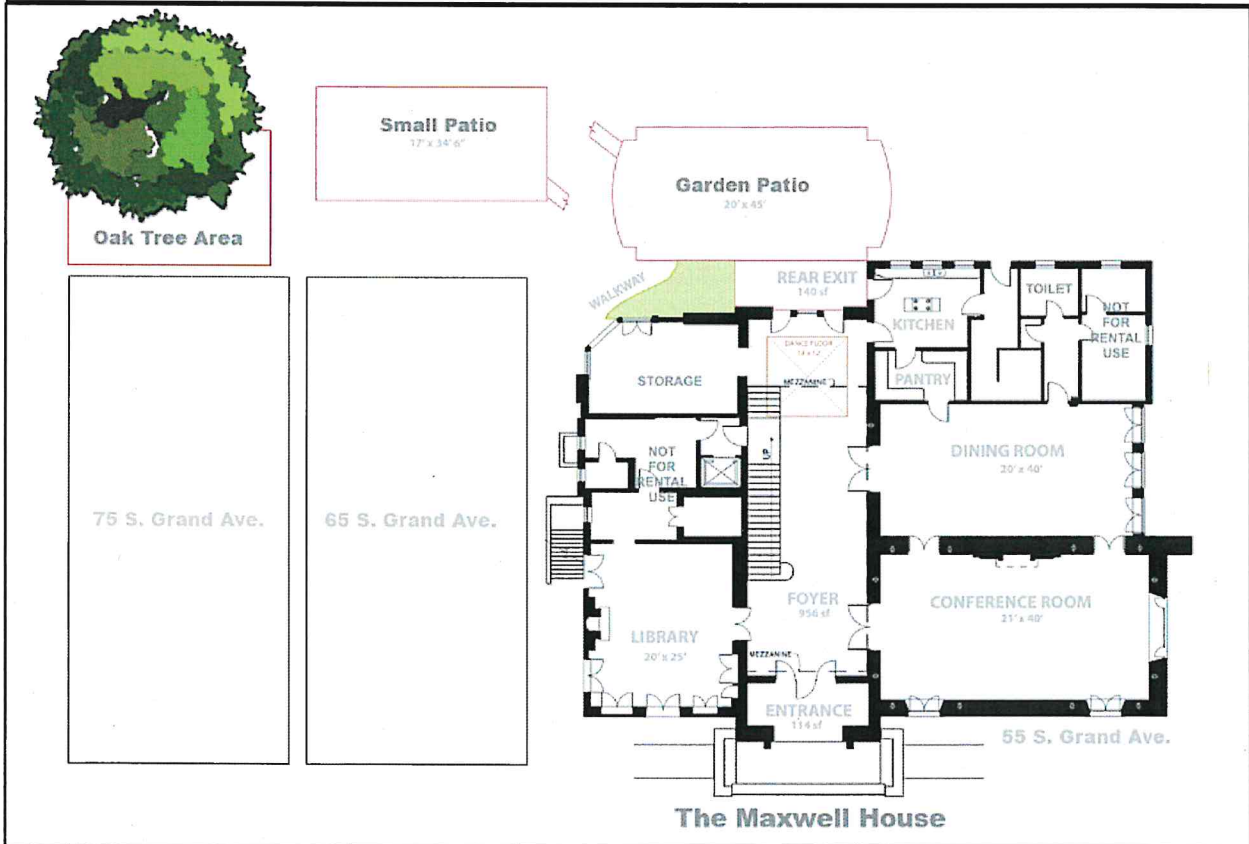 Small Patio
17' x 34' 6"
Garden Patio
20' x 45'
Oak Tree Area
WALKWAY
REAR EXIT
140 sf
TOILET
NOT
FOR
RENTAL
USE
KITCHEN
PANTRY
DANCE FLOOR
MEZZANINE
STORAGE
UP
NOT
FOR
RENTAL
USE
DINING ROOM
20' x 40'
75 S. Grand Ave.
65 S. Grand Ave.
FOYER
956 sf
CONFERENCE ROOM
21' x 40'
LIBRARY
20' x 25'
MEZZANINE
ENTRANCE
114 sf
55 S. Grand Ave.
The Maxwell House